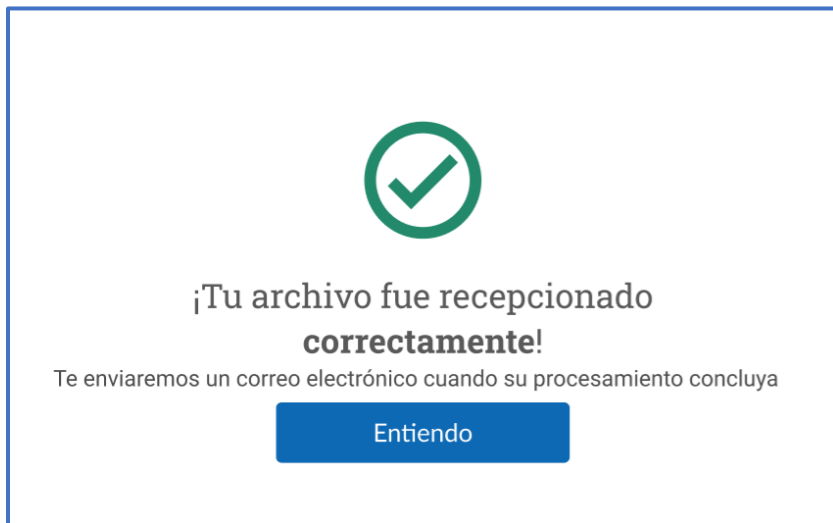 ¡Tu archivo fue recepcionado
correctamente!
Te enviaremos un correo electrónico cuando su procesamiento concluya
Entiendo